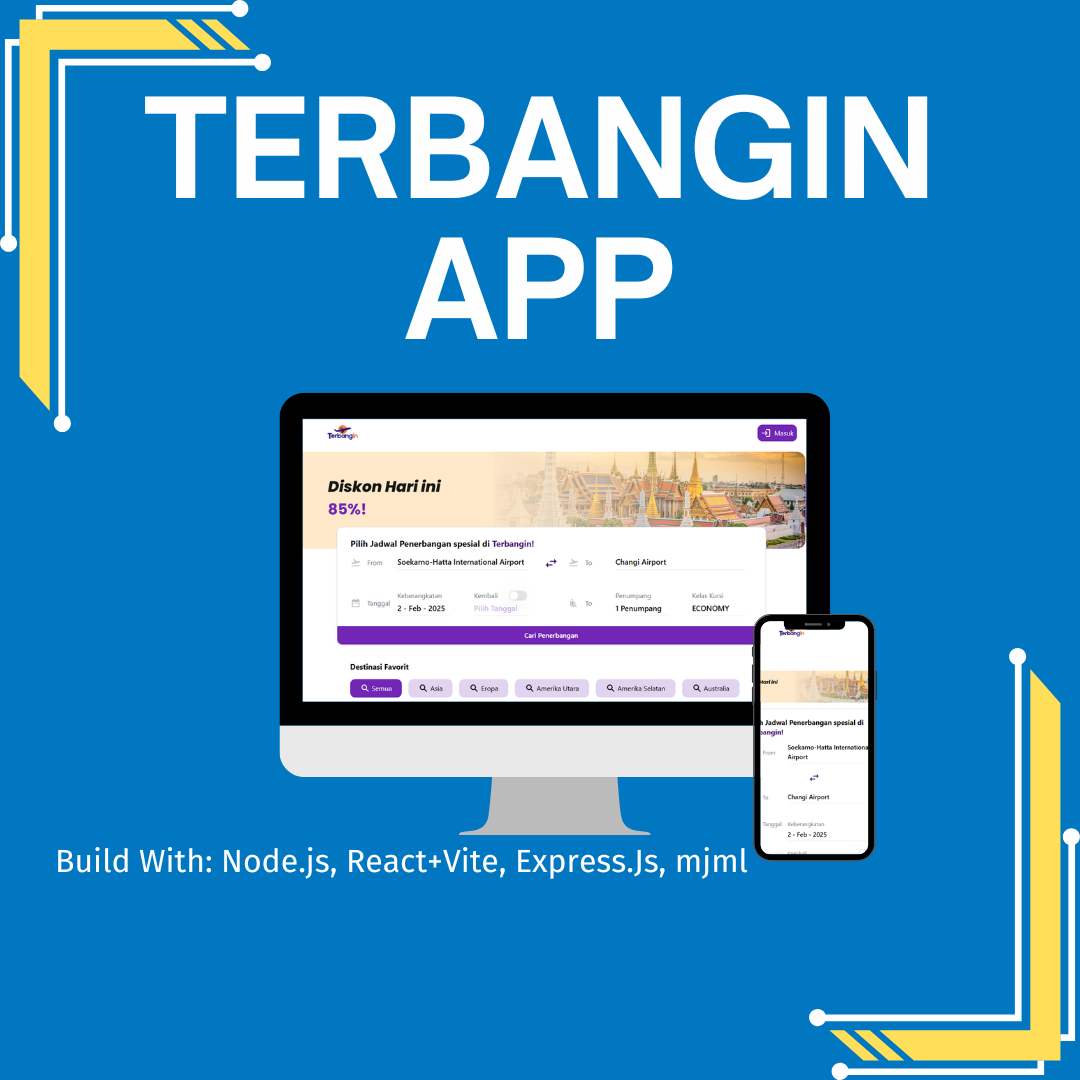 TERBANGIN
APP
Terbangin
Masuk
Diskon Hari ini
85%!
Pilih Jadwal Penerbangan spesial di Terbangin!
From Soekarno-Hatta International Airport To Changi Airport
Keberangkatan Kembali Penumpang Kelas Kursi
Tanggal 2 - Feb - 2025 Pilih Tanggal To 1 Penumpang ECONOMY
Cari Penerbangan
Destinasi Favorit
Semua Asia Eropa Amerika Utara Amerika Selatan Australia
Terbangin
Hari ini
Jadwal Penerbangan spesial di
bangin!
From Soekarno-Hatta Internationa
Airport
To Changi Airport
Tanggal Keberangkatan
2 - Feb - 2025
Build With: Node.js, React+Vite, Express.Js, mjml